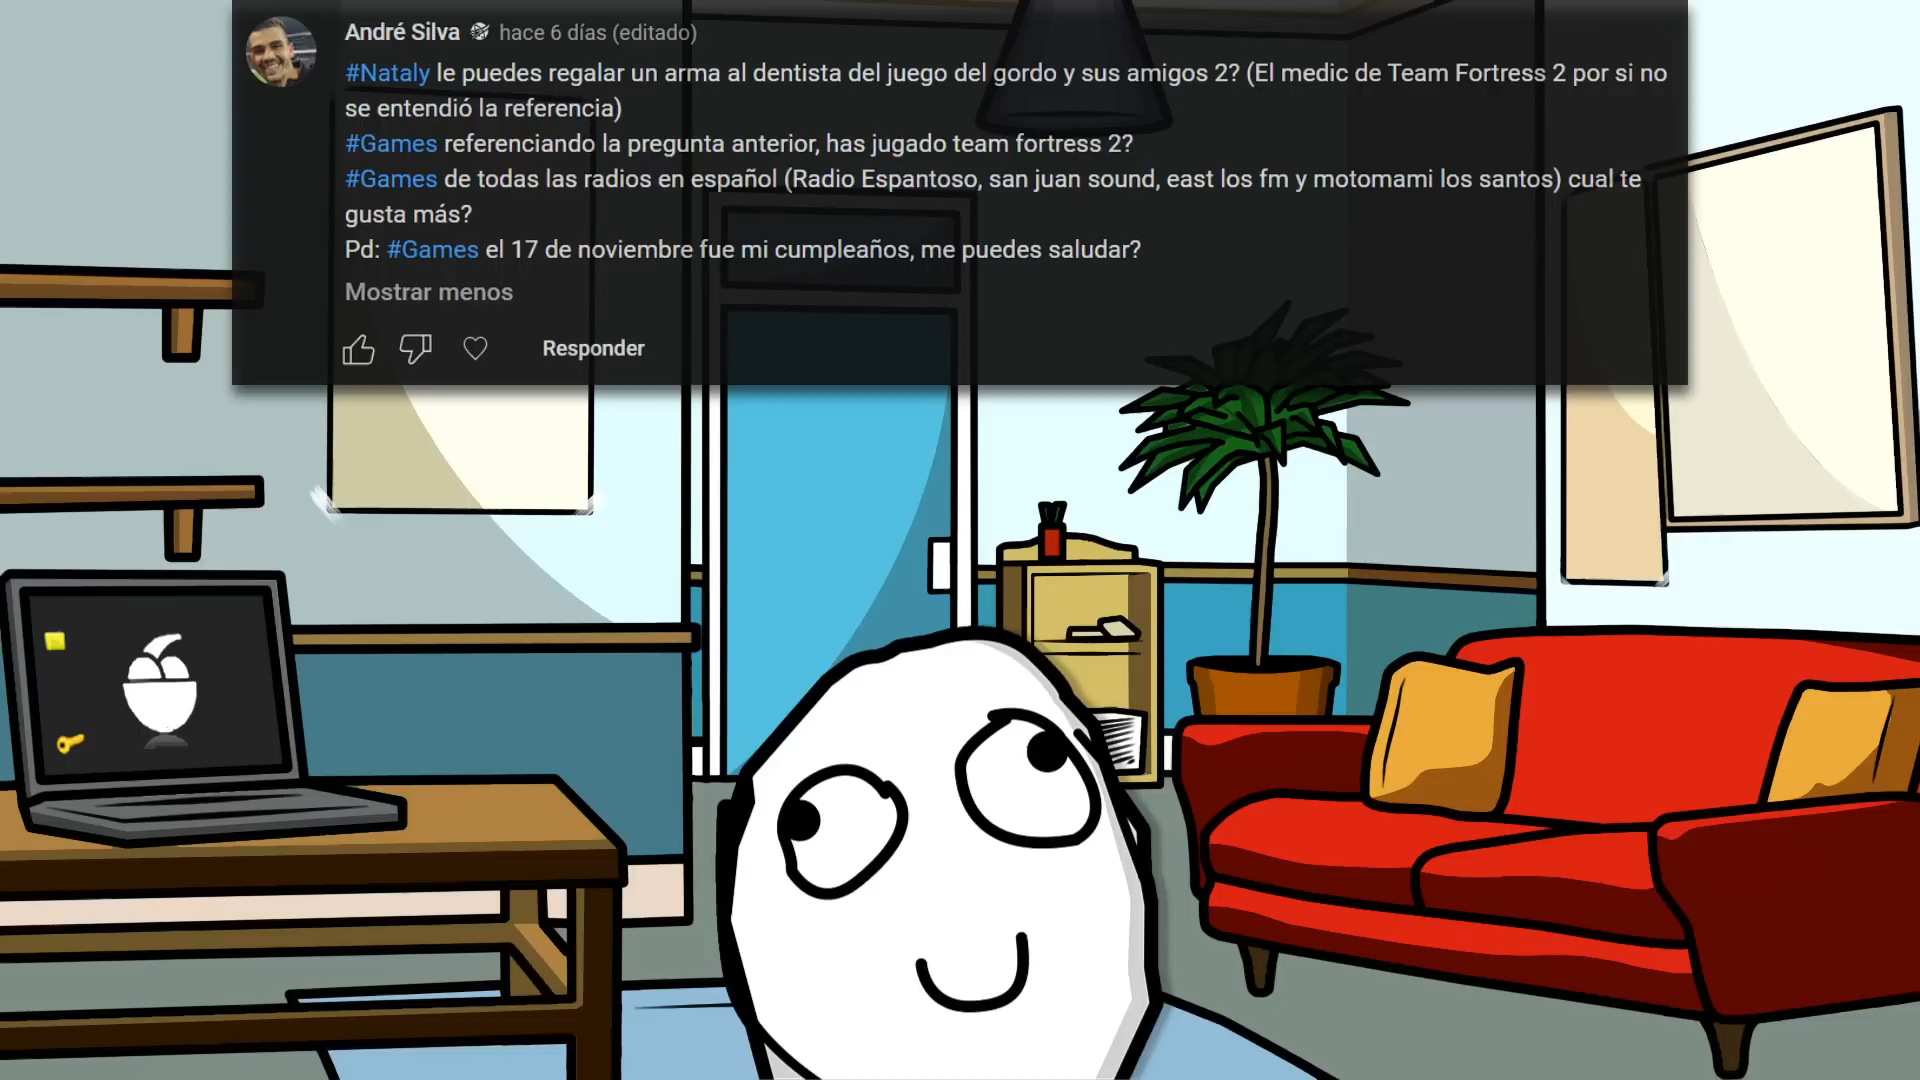 André Silva hace 6 días (editado)
#Nataly le puedes regalar un arma al dentista del juego del gordo y sus amigos 2? (El medic de Team Fortress 2 por si no
se entendió la referencia)
#Games referenciando la pregunta anterior, has jugado team fortress 2?
#Games de todas las radios en español (Radio Espantoso, san juan sound, east los fm y motomami los santos) cual te
gusta más?
Pd: #Games el 17 de noviembre fue mi cumpleaños, me puedes saludar?
Mostrar menos
Responder